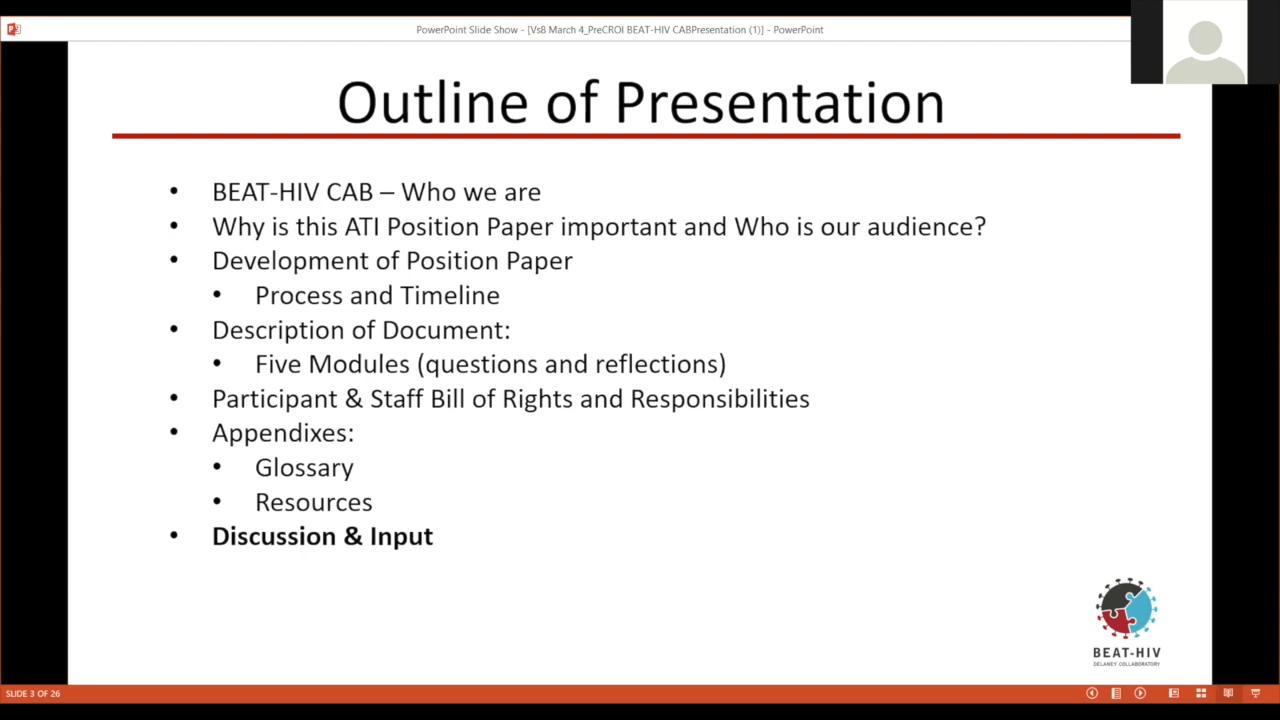 PowerPoint Slide Show - [Vs8 March 4_PreCROI BEAT-HIV CABPresentation (1)] - PowerPoint
Outline of Presentation
• BEAT-HIV CAB – Who we are
• Why is this ATI Position Paper important and Who is our audience?
• Development of Position Paper
• Process and Timeline
• Description of Document:
• Five Modules (questions and reflections)
• Participant & Staff Bill of Rights and Responsibilities
• Appendixes:
• Glossary
• Resources
• Discussion & Input
BEAT-HIV
DELANEY COLLABORATORY
SLIDE 3 OF 26